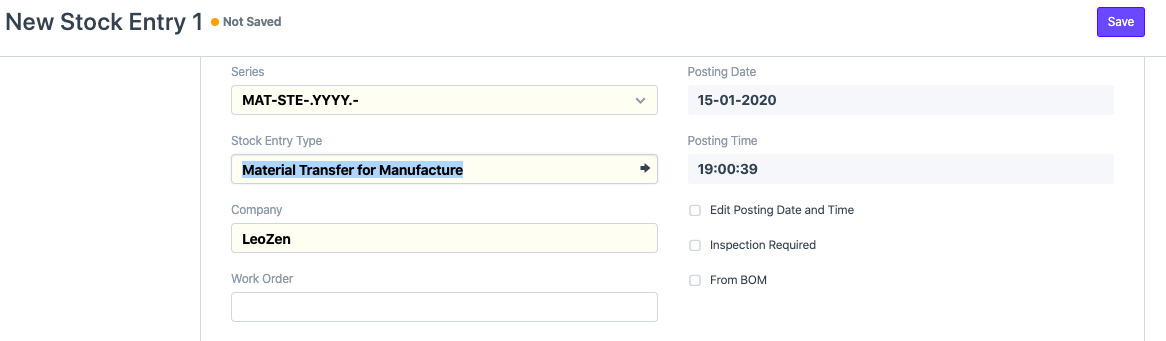 New Stock Entry 1 Not Saved
Save
Series
MAT-STE-.YYYY.-
Stock Entry Type
Material Transfer for Manufacture
Company
LeoZen
Work Order
Posting Date
15-01-2020
Posting Time
19:00:39
Edit Posting Date and Time
Inspection Required
From BOM